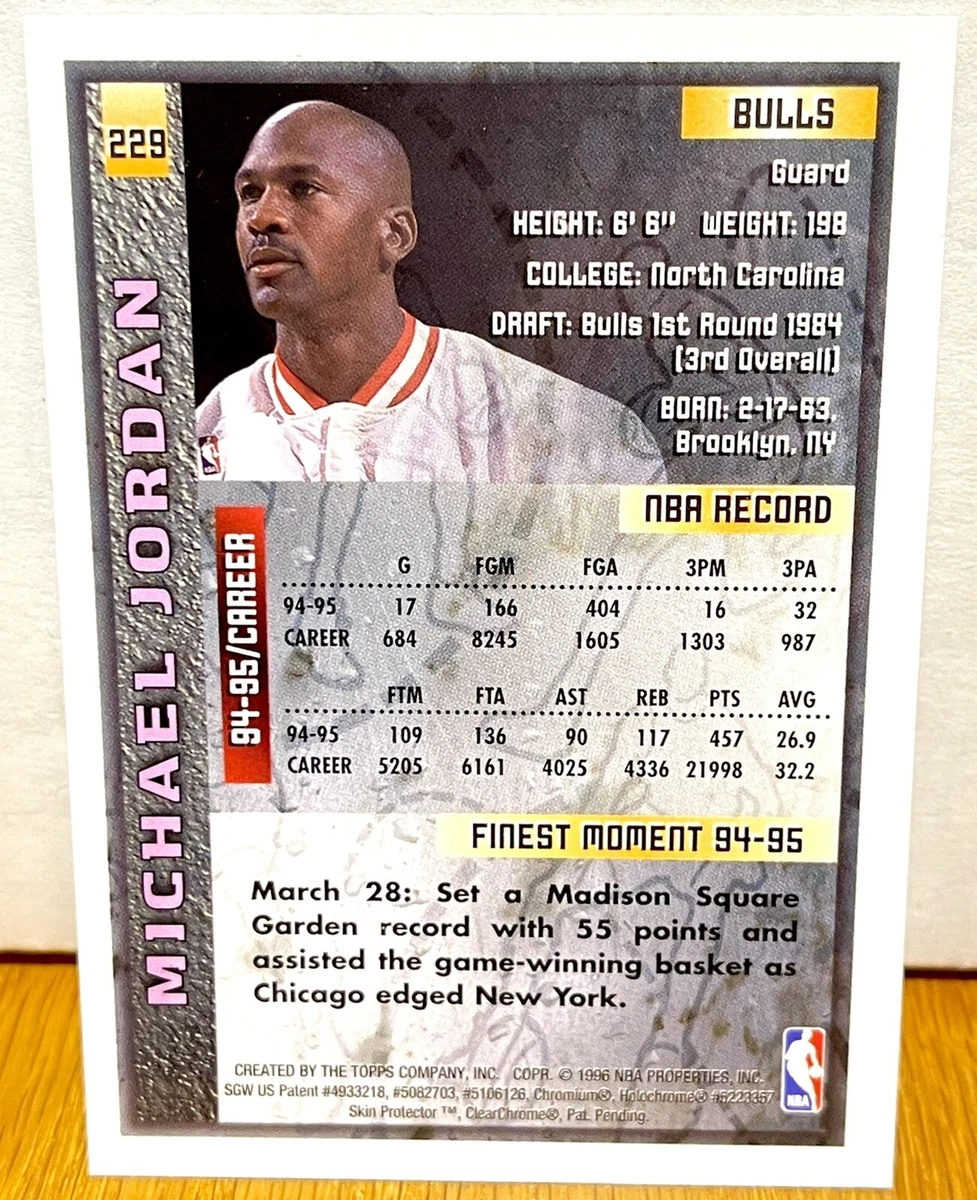 229
MICHAEL JORDAN
BULLS
Guard
HEIGHT: 6' 6" WEIGHT: 198
COLLEGE: North Carolina
DRAFT: Bulls 1st Round 1984
(3rd Overall)
BORN: 2-17-63,
Brooklyn, NY
NBA
NBA RECORD
94-95/CAREER
G FGM FGA 3PM 3PA
94-95 17 166 404 16 32
CAREER 684 8245 1605 1303 987
FTM FTA AST REB PTS AVG
94-95 109 136 90 117 457 26.9
CAREER 5205 6161 4025 4336 21998 32.2
FINEST MOMENT 94-95
March 28: Set a Madison Square
Garden record with 55 points and
assisted the game-winning basket as
Chicago edged New York.
CREATED BY THE TOPPS COMPANY, INC. COPR. © 1996 NBA PROPERTIES, INC.
SGW US Patent #4933218, #5082703, #5106126, Chromium®, Holochrome® #5223357
Skin Protector ™, ClearChrome®, Pat. Pending.
NBA